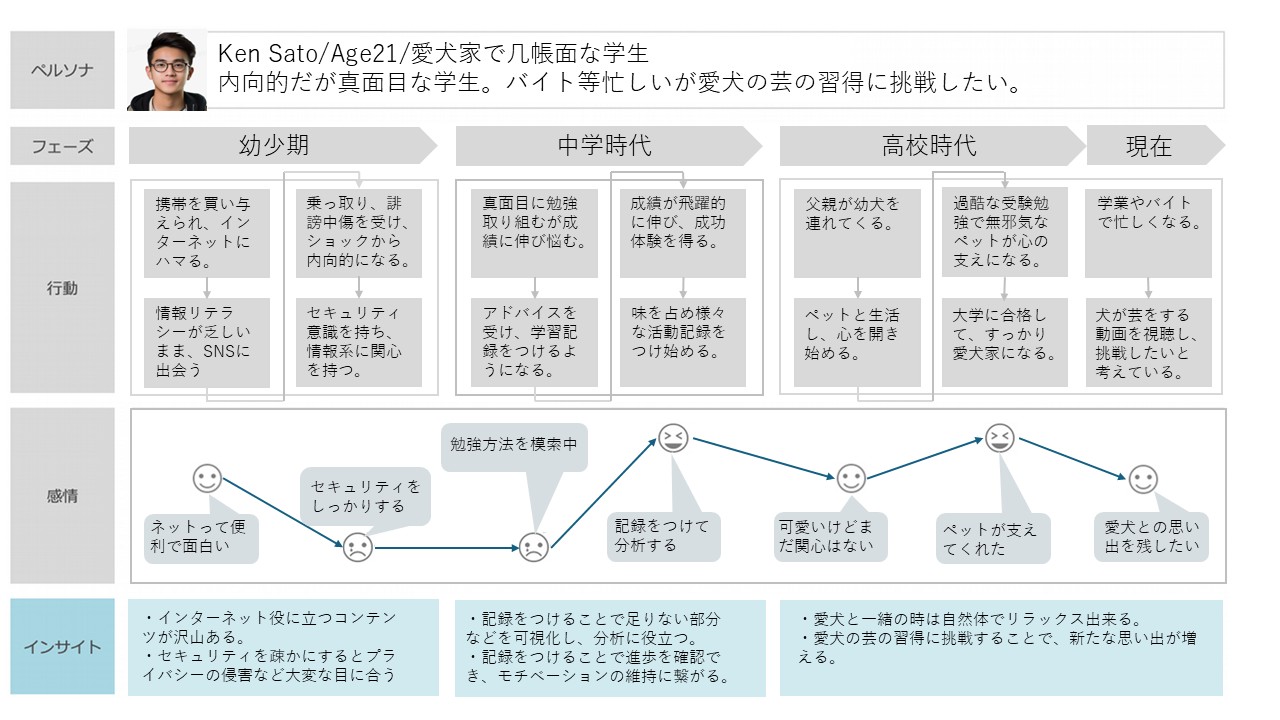 ペルソナ
Ken Sato/Age21/愛犬家で几帳面な学生
内向的だが真面目な学生。バイト等忙しいが愛犬の芸の習得に挑戦したい。
フェーズ
幼少期
中学時代
高校時代
現在
行動
携帯を買い与
えられ、イン
ターネットに
ハマる。
情報リテラ
シーが乏しい
まま、SNSに
出会う
乗っ取り、誹
謗中傷を受け、
ショックから
内向的になる。
セキュリティ
意識を持ち、
情報系に関心
を持つ。
真面目に勉強
取り組むが成
績に伸び悩む。
アドバイスを
受け、学習記
録をつけるよ
うになる。
成績が飛躍的
に伸び、成功
体験を得る。
味を占め様々
な活動記録を
つけ始める。
父親が幼犬を
連れてくる。
ペットと生活
し、心を開き
始める。
過酷な受験勉
強で無邪気な
ペットが心の
支えになる。
大学に合格し
て、すっかり
愛犬家になる。
学業やバイト
で忙しくなる。
犬が芸をする
動画を視聴し、
挑戦したいと
考えている。
感情
ネットって便
利で面白い
セキュリティを
しっかりする
勉強方法を模索中
記録をつけて
分析する
可愛いけどま
だ関心はない
ペットが支え
てくれた
愛犬との思い
出を残したい
インサイト
・インターネット役に立つコンテン
ツが沢山ある。
・セキュリティを疎かにするとプラ
イバシーの侵害など大変な目に合う
・記録をつけることで足りない部分
などを可視化し、分析に役立つ。
・記録をつけることで進歩を確認で
き、モチベーションの維持に繋がる。
・愛犬と一緒の時は自然体でリラックス出来る。
・愛犬の芸の習得に挑戦することで、新たな思い出が増
える。